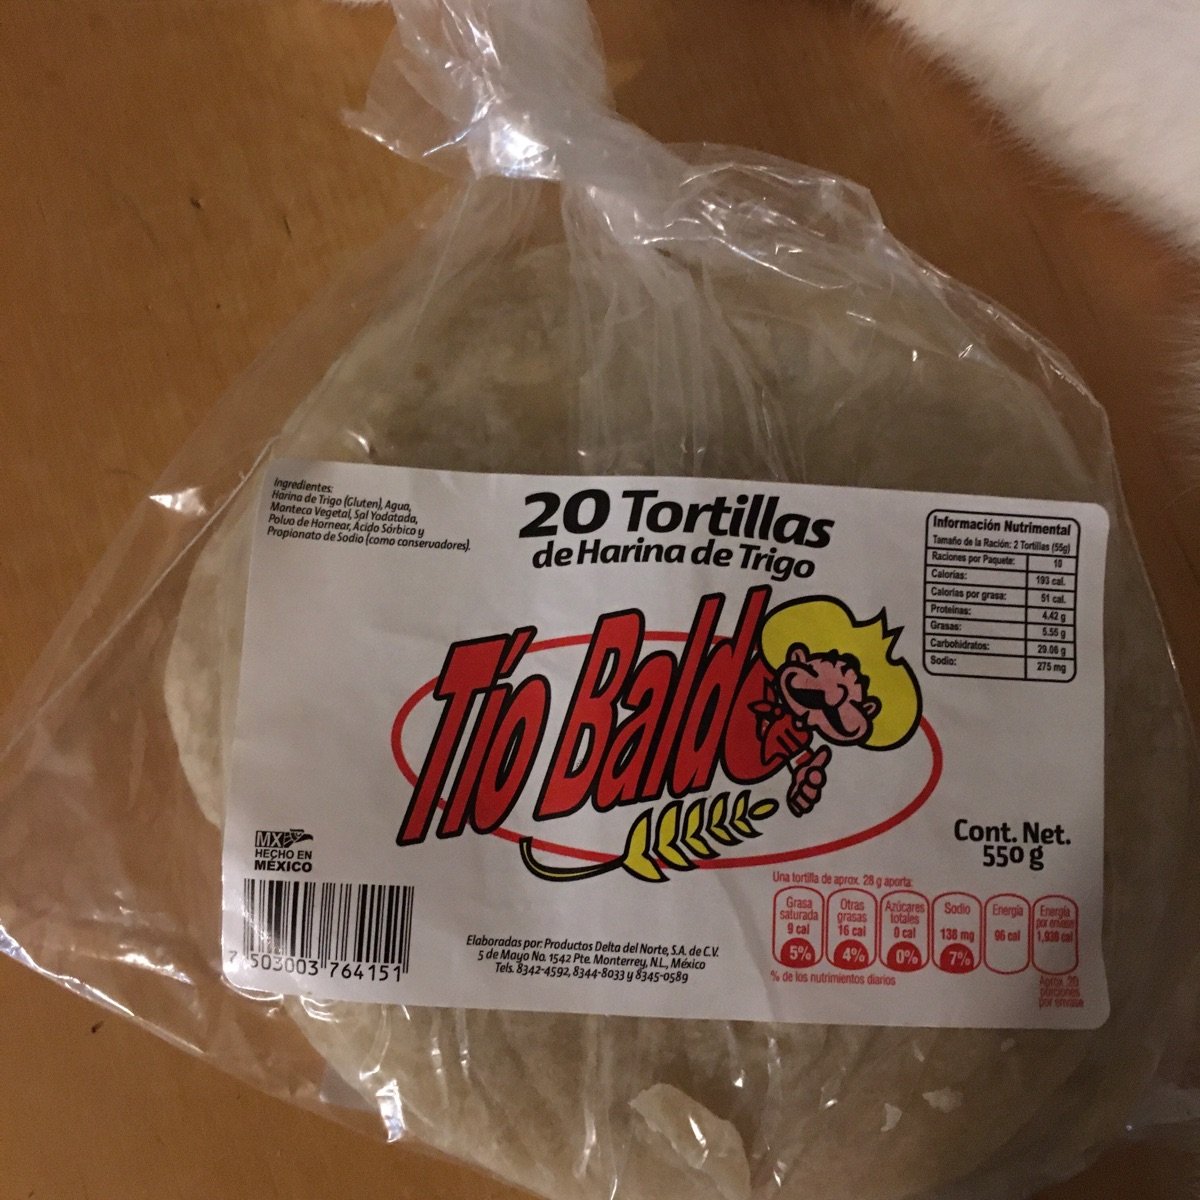 Ingredientes:
Harina de Trigo (Gluten), Agua,
Manteca Vegetal, Sal Yodatada,
Polvo de Hornear, Ácido Sórbico y
Propionato de Sodio (como conservadores).
20 Tortillas
de Harina de Trigo
Información Nutrimental
Tamaño de la Ración: 2 Tortillas (55g)
Raciones por Paquete: 10
Calorías: 193 cal.
Calorías por grasa: 51 cal.
Proteínas: 4.42 g
Grasas: 5.55 g
Carbohidratos: 29.06 g
Sodio: 275 mg
Tío Baldo
Cont. Net.
550 g
MX
HECHO EN
MÉXICO
7 503003 764151
Elaboradas por: Productos Delta del Norte, S.A. de C.V.
5 de Mayo No. 1542 Pte. Monterrey, N.L., México
Tels. 8342-4592, 8344-8033 y 8345-0589
Una tortilla de aprox. 28 g aporta:
Grasa saturada 9 cal 5%
Otras grasas 16 cal 4%
Azúcares totales 0 cal 0%
Sodio 138 mg 7%
Energía 96 cal
Energía por envase 1,930 cal
% de los nutrimentos diarios
Aprox. 20
porciones
por envase